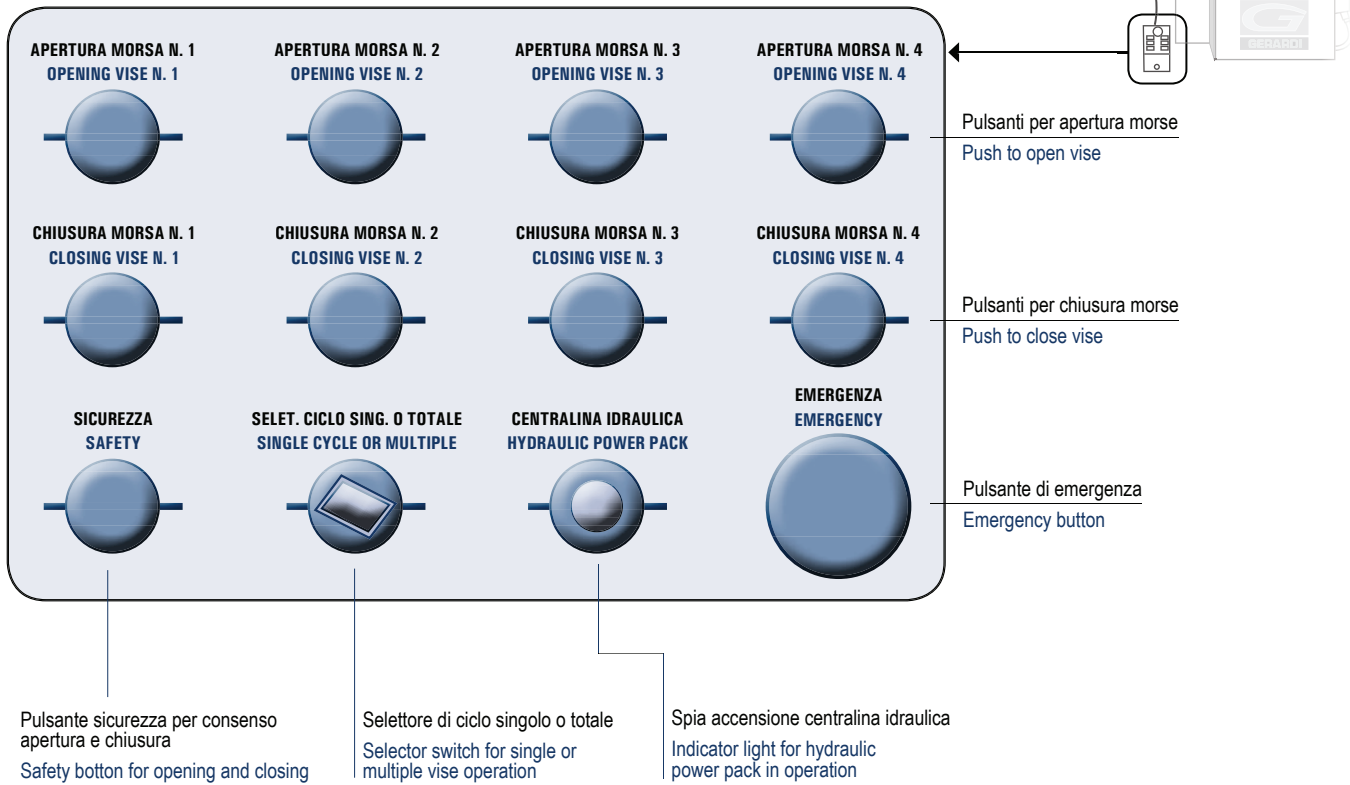 APERTURA MORSA N. 1
OPENING VISE N. 1
APERTURA MORSA N. 2
OPENING VISE N. 2
APERTURA MORSA N. 3
OPENING VISE N. 3
APERTURA MORSA N. 4
OPENING VISE N. 4
GERARDI
Pulsanti per apertura morse
Push to open vise
CHIUSURA MORSA N. 1
CLOSING VISE N. 1
CHIUSURA MORSA N. 2
CLOSING VISE N. 2
CHIUSURA MORSA N. 3
CLOSING VISE N. 3
CHIUSURA MORSA N. 4
CLOSING VISE N. 4
Pulsanti per chiusura morse
Push to close vise
SICUREZZA
SAFETY
SELET. CICLO SING. O TOTALE
SINGLE CYCLE OR MULTIPLE
CENTRALINA IDRAULICA
HYDRAULIC POWER PACK
EMERGENZA
EMERGENCY
Pulsante di emergenza
Emergency button
Pulsante sicurezza per consenso
apertura e chiusura
Safety botton for opening and closing
Selettore di ciclo singolo o totale
Selector switch for single or
multiple vise operation
Spia accensione centralina idraulica
Indicator light for hydraulic
power pack in operation